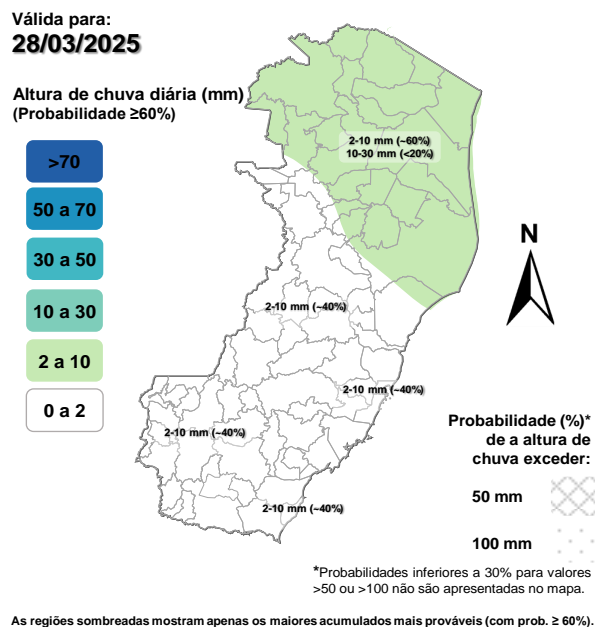 Válida para:
28/03/2025
Altura de chuva diária (mm)
(Probabilidade ≥60%)
>70
50 a 70
30 a 50
10 a 30
2 a 10
0 a 2
2-10 mm (~60%)
10-30 mm (<20%)
2-10 mm (~40%)
2-10 mm (~40%)
2-10 mm (~40%)
2-10 mm (~40%)
N
Probabilidade (%)*
de a altura de
chuva exceder:
50 mm
100 mm
*Probabilidades inferiores a 30% para valores
>50 ou >100 não são apresentadas no mapa.
As regiões sombreadas mostram apenas os maiores acumulados mais prováveis (com prob. ≥ 60%).